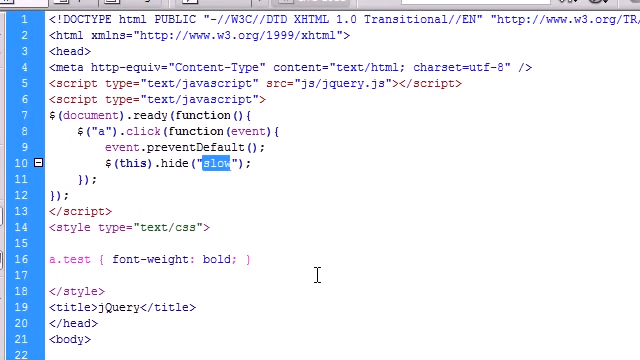 1 <!DOCTYPE html PUBLIC "-//W3C//DTD XHTML 1.0 Transitional//EN" "http://www.w3.org/TR/
2 <html xmlns="http://www.w3.org/1999/xhtml">
3 <head>
4 <meta http-equiv="Content-Type" content="text/html; charset=utf-8" />
5 <script type="text/javascript" src="js/jquery.js"></script>
6 <script type="text/javascript">
7 $(document).ready(function(){
8 $("a").click(function(event){
9 event.preventDefault();
10 $(this).hide("slow");
11 });
12 });
13 </script>
14 <style type="text/css">
15
16 a.test { font-weight: bold; }
17
18 </style>
19 <title>jQuery</title>
20 </head>
21 <body>
22